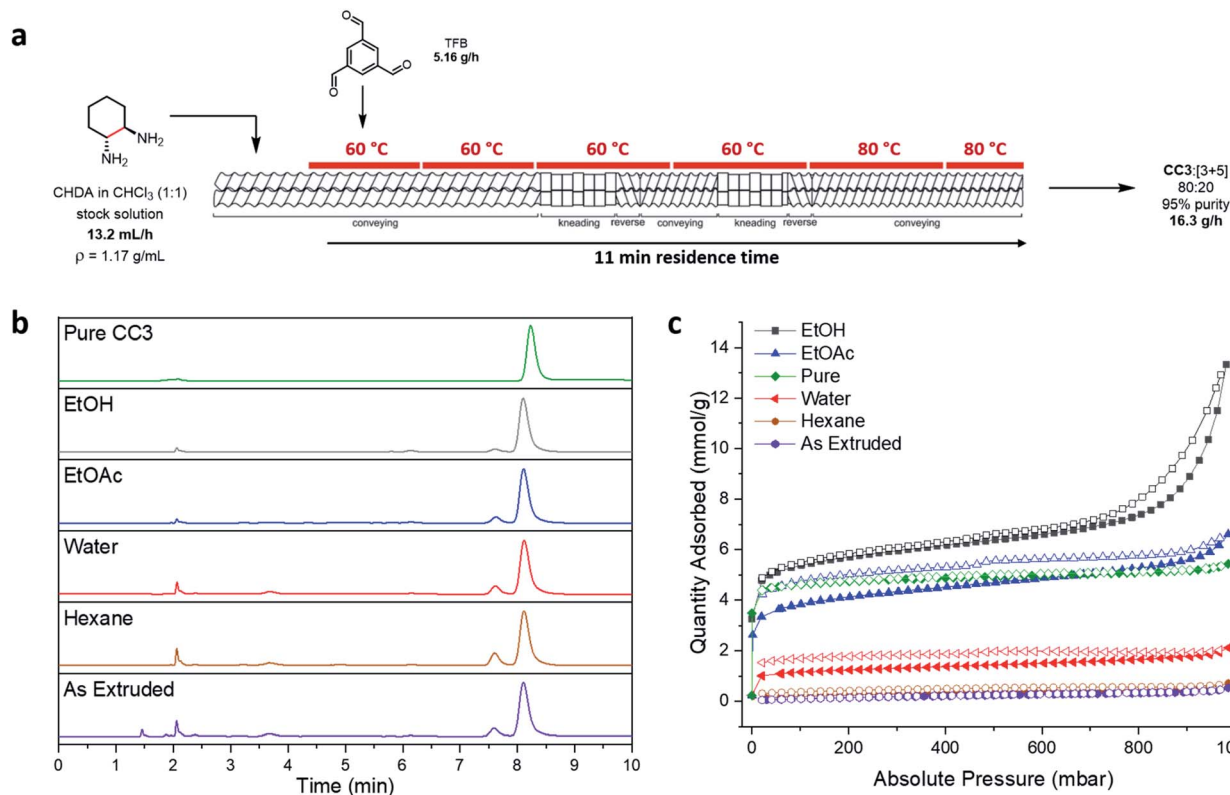 a
O
O
O
TFB
5.16 g/h
NH2
NH2
CHDA in CHCl3 (1:1)
stock solution
13.2 mL/h
ρ = 1.17 g/mL
60 °C
60 °C
60 °C
60 °C
80 °C
80 °C
conveying
kneading
reverse
conveying
kneading
reverse
conveying
11 min residence time
CC3:[3+5]
80:20
95% purity
16.3 g/h
b
Pure CC3
EtOH
EtOAc
Water
Hexane
As Extruded
0 1 2 3 4 5 6 7 8 9 10
Time (min)
c
EtOH
EtOAc
Pure
Water
Hexane
As Extruded
Quantity Adsorbed (mmol/g)
14
12
10
8
6
4
2
0
0 200 400 600 800 10
Absolute Pressure (mbar)